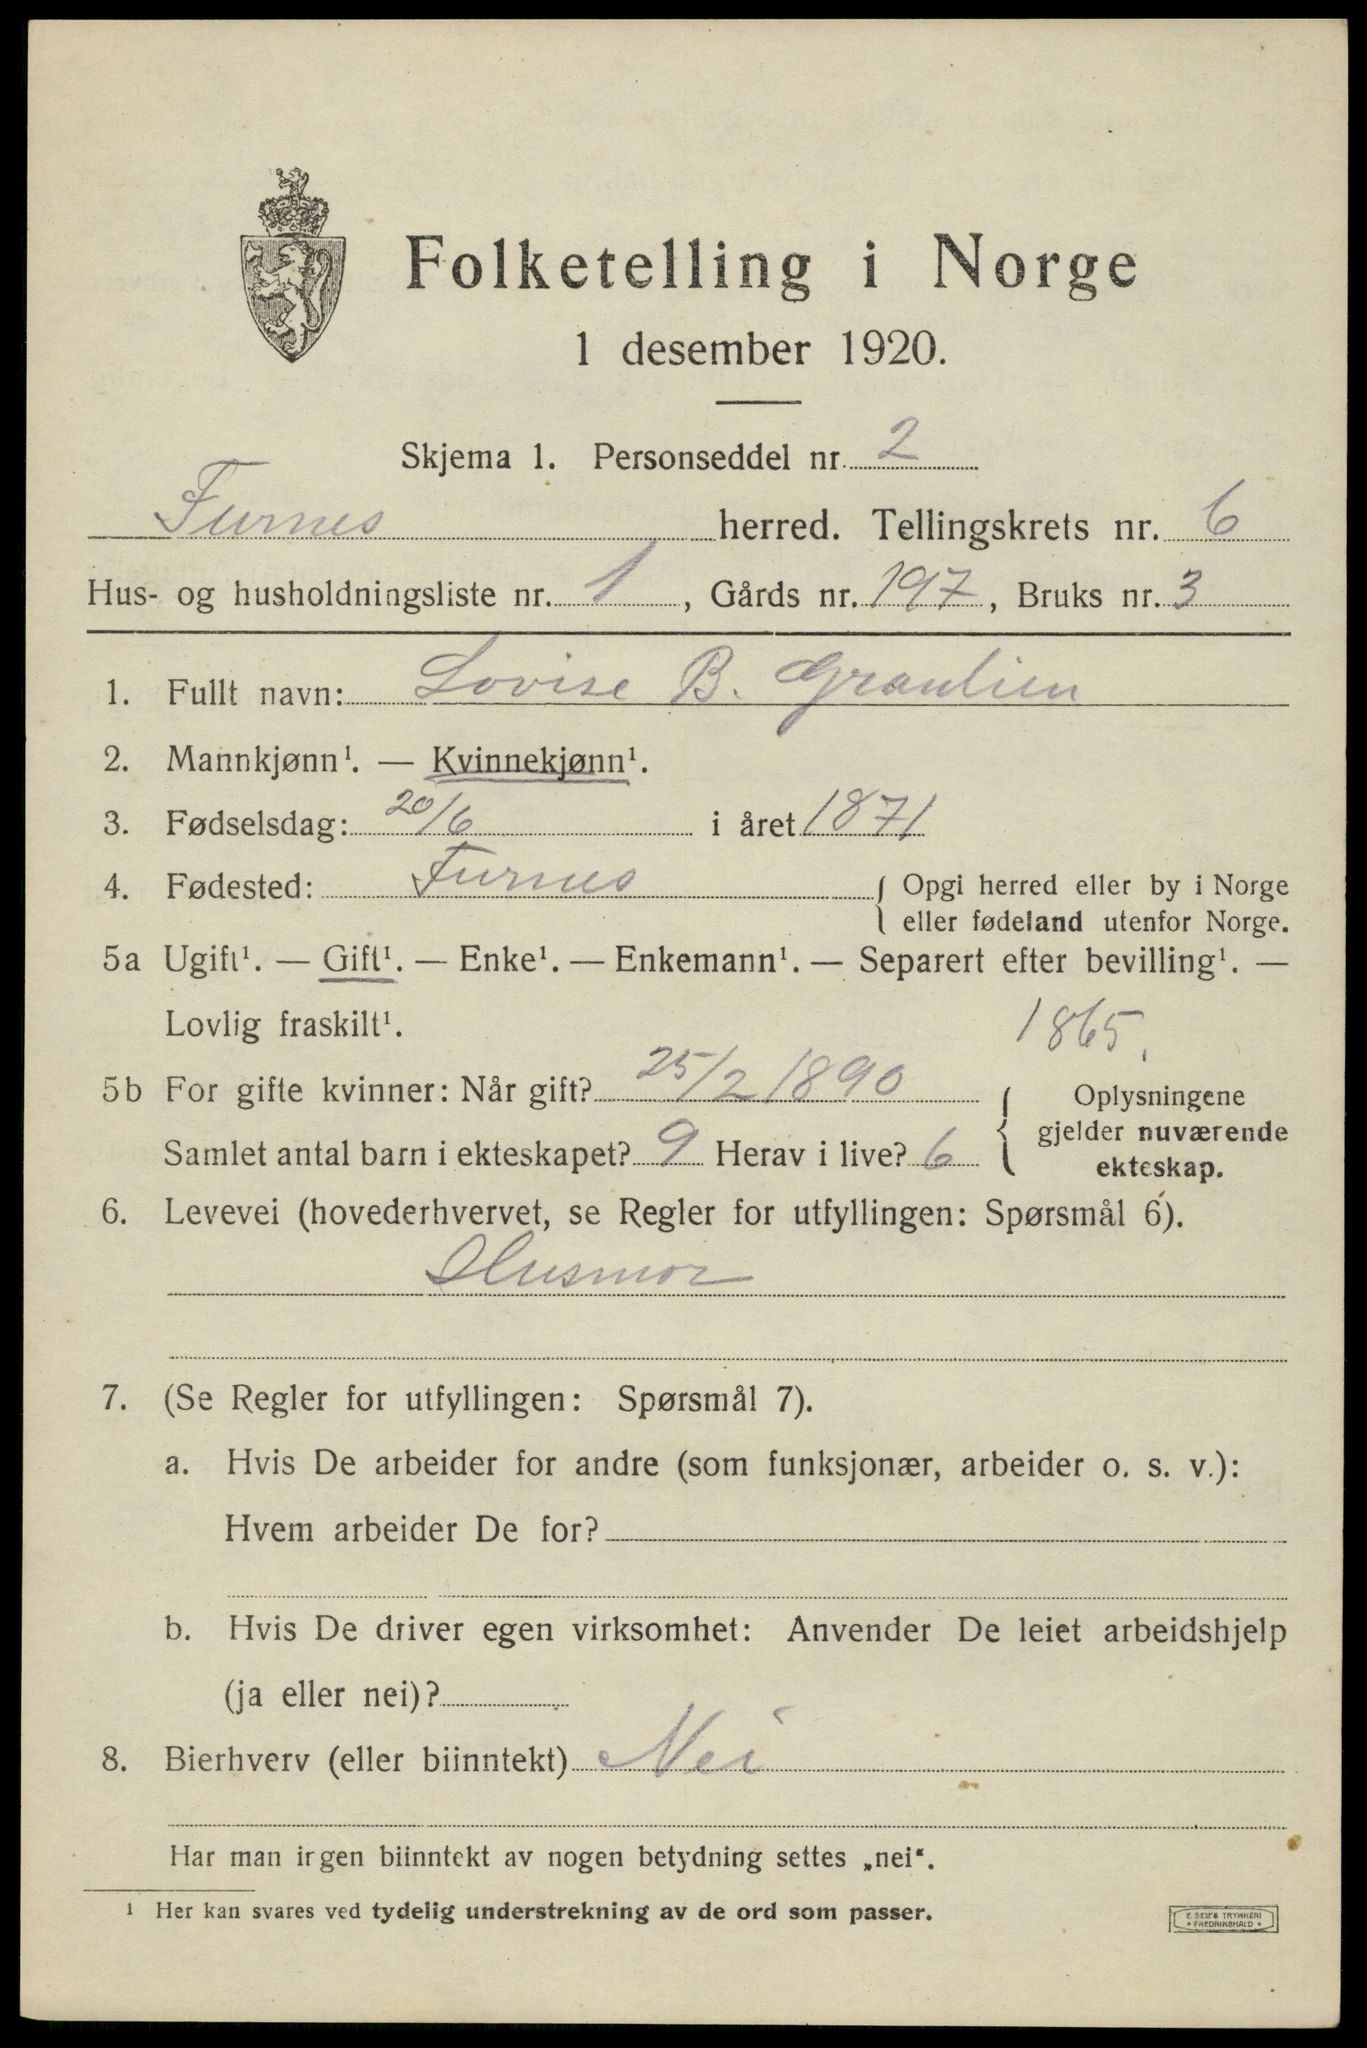 Folketelling i Norge
1 desember 1920.
Skjema 1. Personseddel nr. 2
Furnes herred. Tellingskrets nr. 6
Hus- og husholdningsliste nr. 1, Gårds nr. 197, Bruks nr. 3
1. Fullt navn: Lovise B. Graulien
2. Mannkjønn¹. — Kvinnekjønn¹.
3. Fødselsdag: 20/6 i året 1871
4. Fødested: Furnes { Opgi herred eller by i Norge
eller fødeland utenfor Norge.
5a Ugift¹. — Gift¹. — Enke¹. — Enkemann¹. — Separert efter bevilling¹. —
Lovlig fraskilt¹. 1865.
5b For gifte kvinner: Når gift? 25/2 1890 { Oplysningene
gjelder nuværende
Samlet antal barn i ekteskapet? 9 Herav i live? 6 ekteskap.
6. Levevei (hovederhvervet, se Regler for utfyllingen: Spørsmål 6).
Husmor
7. (Se Regler for utfyllingen: Spørsmål 7).
a. Hvis De arbeider for andre (som funksjonær, arbeider o. s. v.):
Hvem arbeider De for?
b. Hvis De driver egen virksomhet: Anvender De leiet arbeidshjelp
(ja eller nei)?
8. Bierhverv (eller biinntekt) Nei
Har man irgen biinntekt av nogen betydning settes „nei“.
¹ Her kan svares ved tydelig understrekning av de ord som passer.
E. SEM'S TRYKKERI
• FREDRIKSHALD •